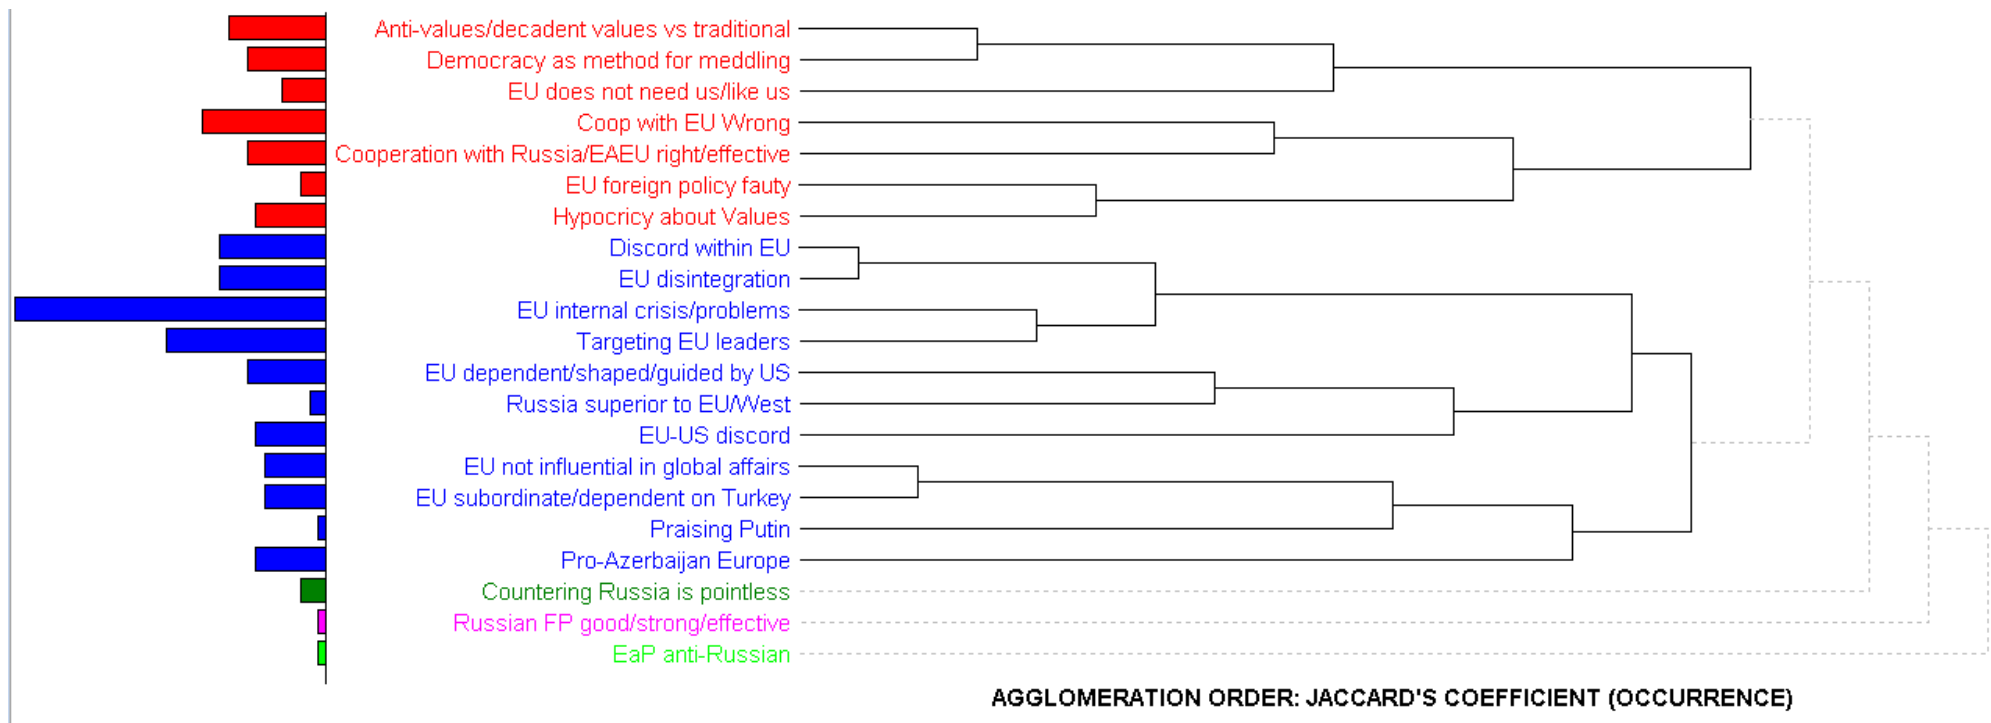 Anti-values/decadent values vs traditional
Democracy as method for meddling
EU does not need us/like us
Coop with EU Wrong
Cooperation with Russia/EAEU right/effective
EU foreign policy fauty
Hypocricy about Values
Discord within EU
EU disintegration
EU internal crisis/problems
Targeting EU leaders
EU dependent/shaped/guided by US
Russia superior to EU/West
EU-US discord
EU not influential in global affairs
EU subordinate/dependent on Turkey
Praising Putin
Pro-Azerbaijan Europe
Countering Russia is pointless
Russian FP good/strong/effective
EaP anti-Russian
AGGLOMERATION ORDER: JACCARD'S COEFFICIENT (OCCURRENCE)